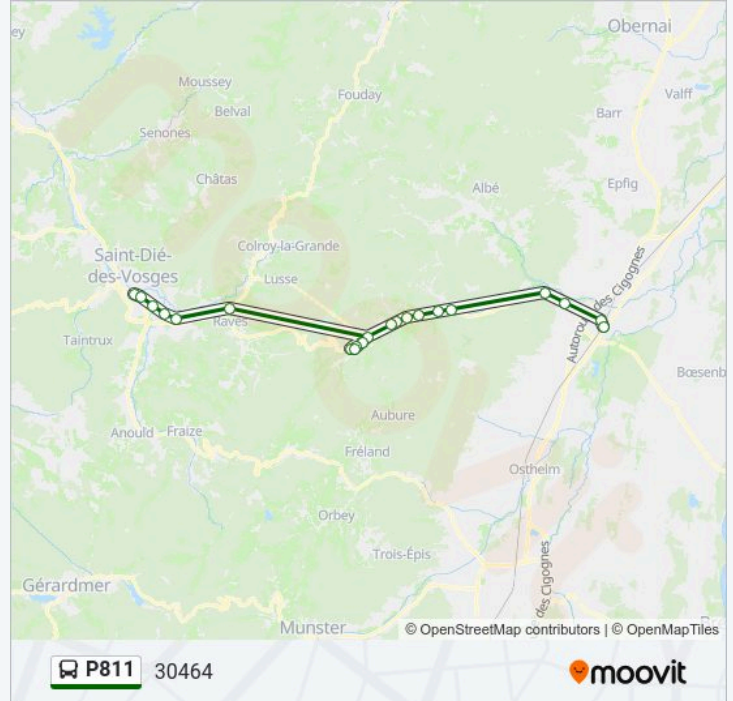 Obernai
ey
Moussey
Fouday
Valff
Belval
Barr
Senones
Châtas
Albé
Epfig
Saint-Dié-
des-Vosges
Colroy-la-Grande
Lusse
Autoroute des Cigognes
Raves
Taintrux
Bœsenb
Aubure
Anould
Fraize
Fréland
Ostheim
Orbey
Trois-Épis
des Cigognes
Gérardmer
Munster
© OpenStreetMap contributors | © OpenMapTiles
P811 30464
moovit